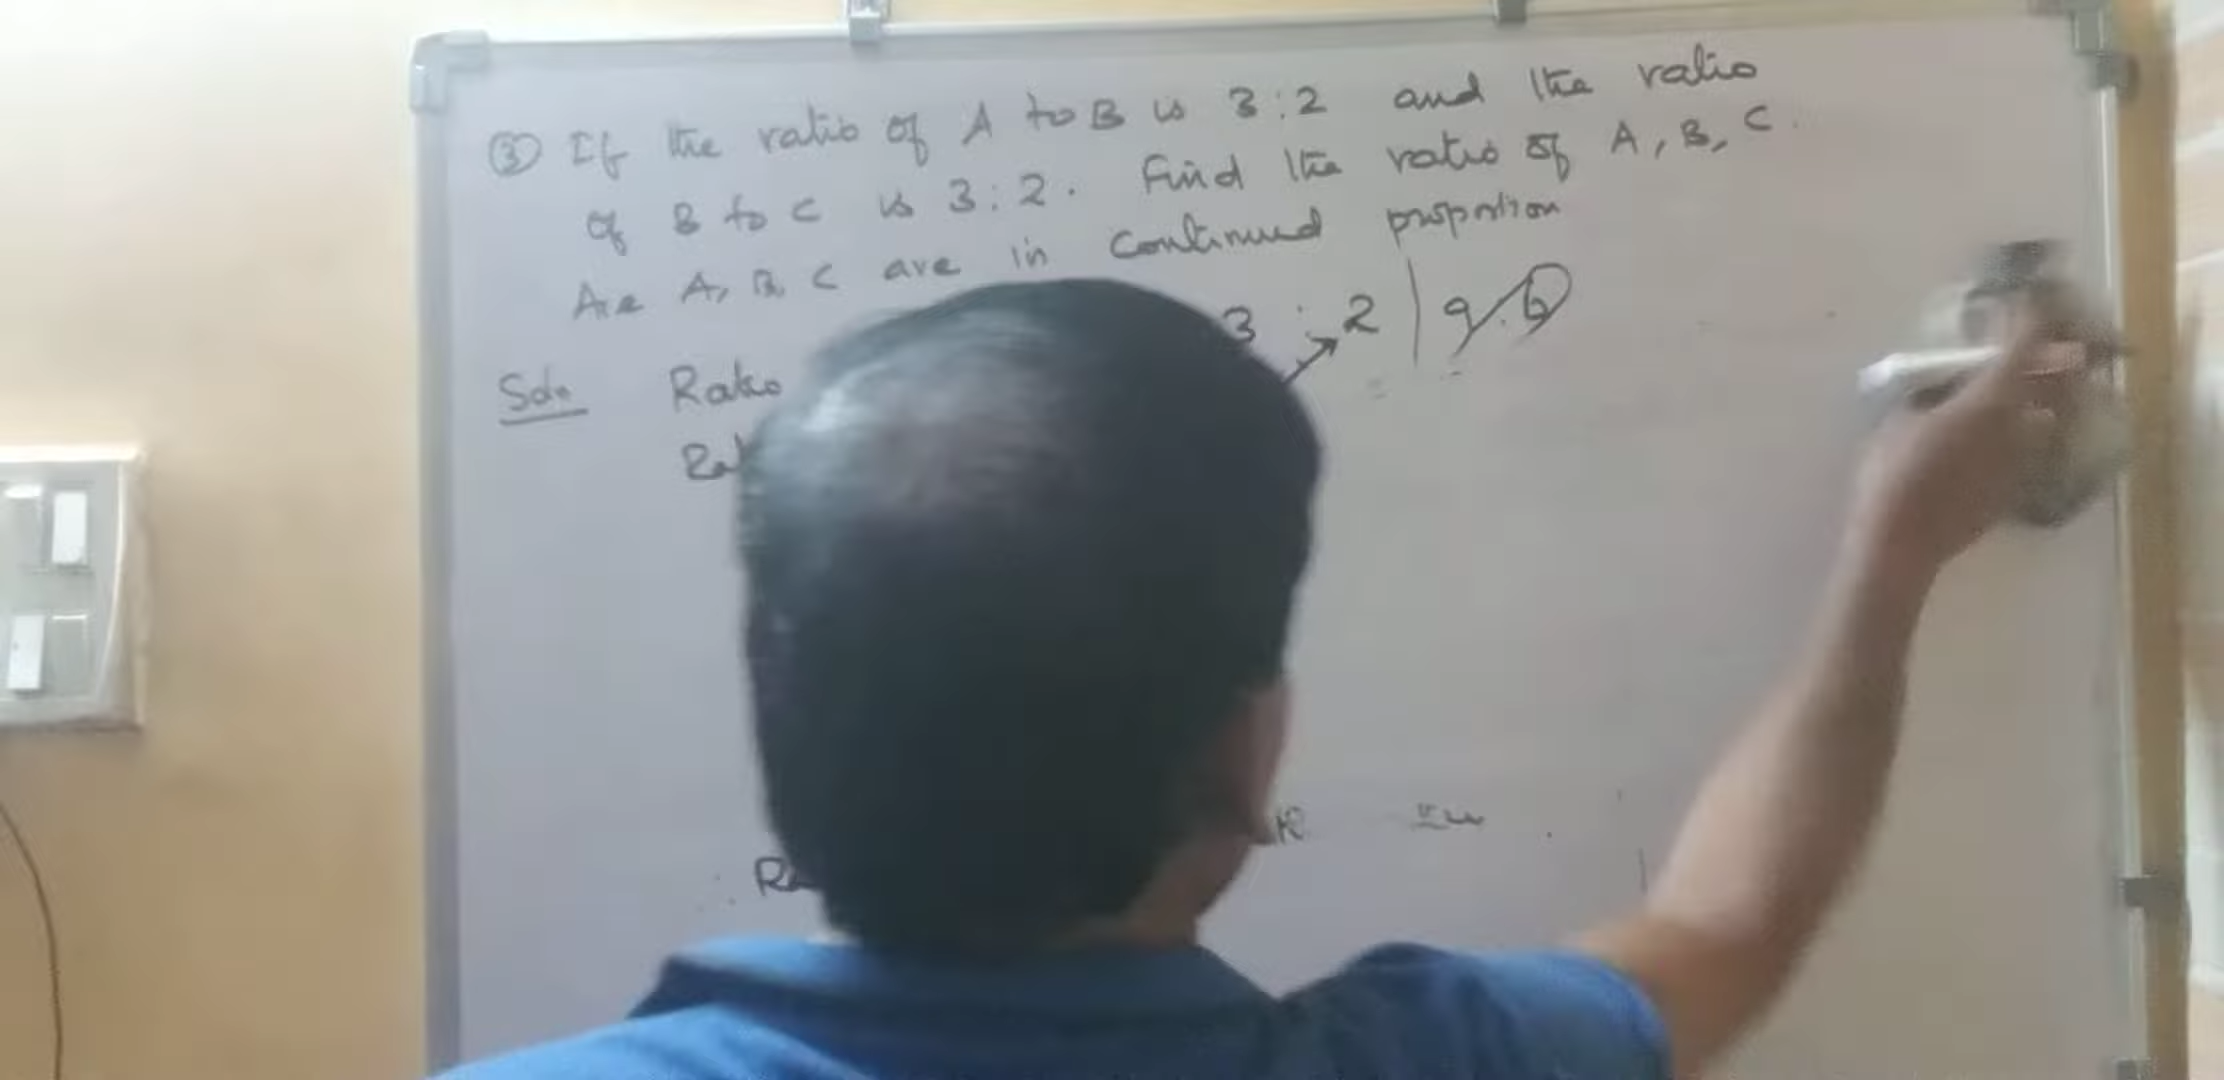 ③ If the ratio of A to B is 3:2 and the ratio
of B to C is 3:2. Find the ratio of A, B, C.
Are A, B, C are in continued proportion
3 : 2 | 9:6
Soln Ratio